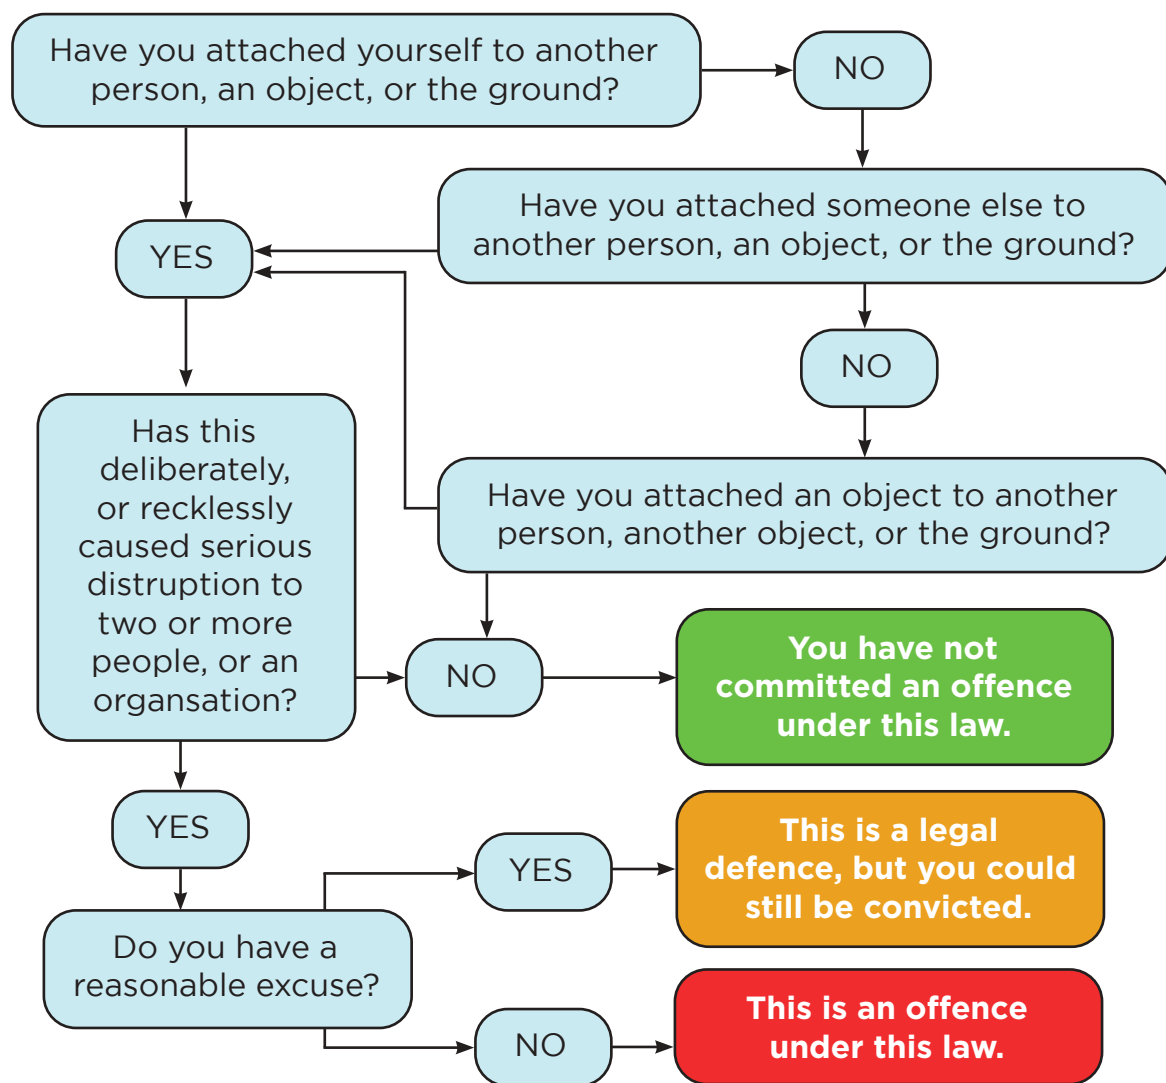 Have you attached yourself to another
person, an object, or the ground?
NO
Have you attached someone else to
another person, an object, or the ground?
YES
NO
Has this
deliberately,
or recklessly
caused serious
distruption to
two or more
people, or an
organsation?
Have you attached an object to another
person, another object, or the ground?
NO
You have not
committed an offence
under this law.
YES
YES
This is a legal
defence, but you could
still be convicted.
Do you have a
reasonable excuse?
NO
This is an offence
under this law.